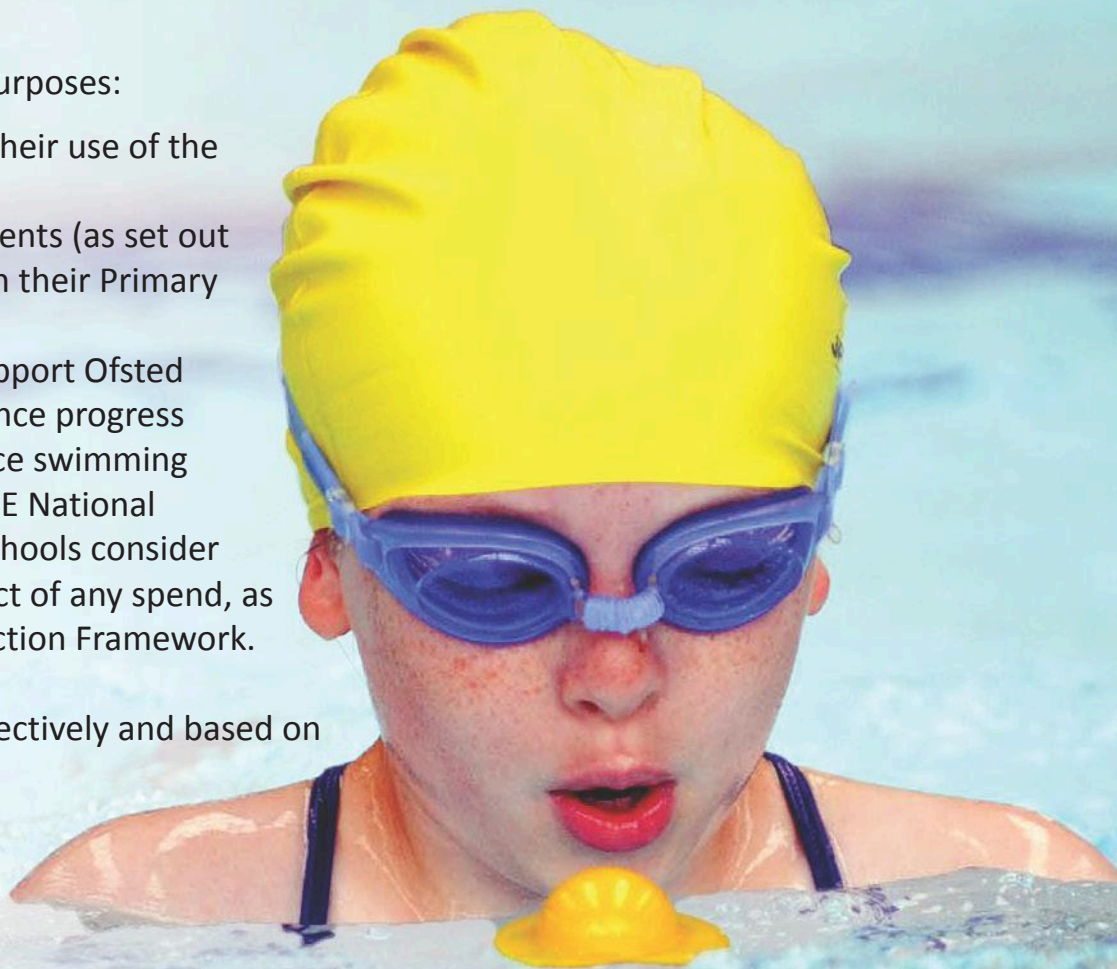 urposes:
heir use of the
ents (as set out
n their Primary
pport Ofsted
nce progress
ce swimming
E National
chools consider
ct of any spend, as
ction Framework.
ectively and based on